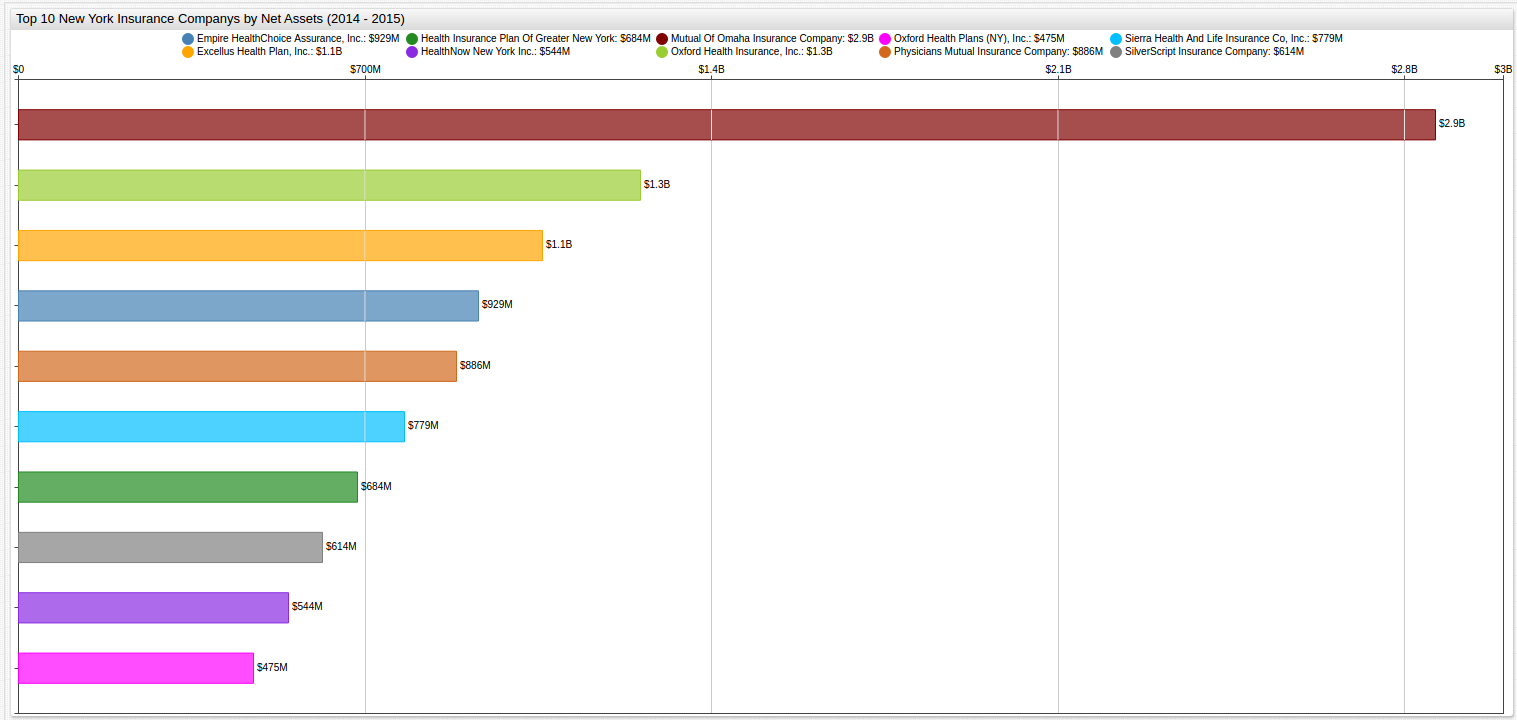 Top 10 New York Insurance Companys by Net Assets (2014 - 2015)
Empire HealthChoice Assurance, Inc.: $929M Health Insurance Plan Of Greater New York: $684M Mutual Of Omaha Insurance Company: $2.9B Oxford Health Plans (NY), Inc.: $475M Sierra Health And Life Insurance Co, Inc.: $779M
Excellus Health Plan, Inc.: $1.1B HealthNow New York Inc.: $544M Oxford Health Insurance, Inc.: $1.3B Physicians Mutual Insurance Company: $886M SilverScript Insurance Company: $614M
$0 $700M $1.4B $2.1B $2.8B $3B
$2.9B
$1.3B
$1.1B
$929M
$886M
$779M
$684M
$614M
$544M
$475M